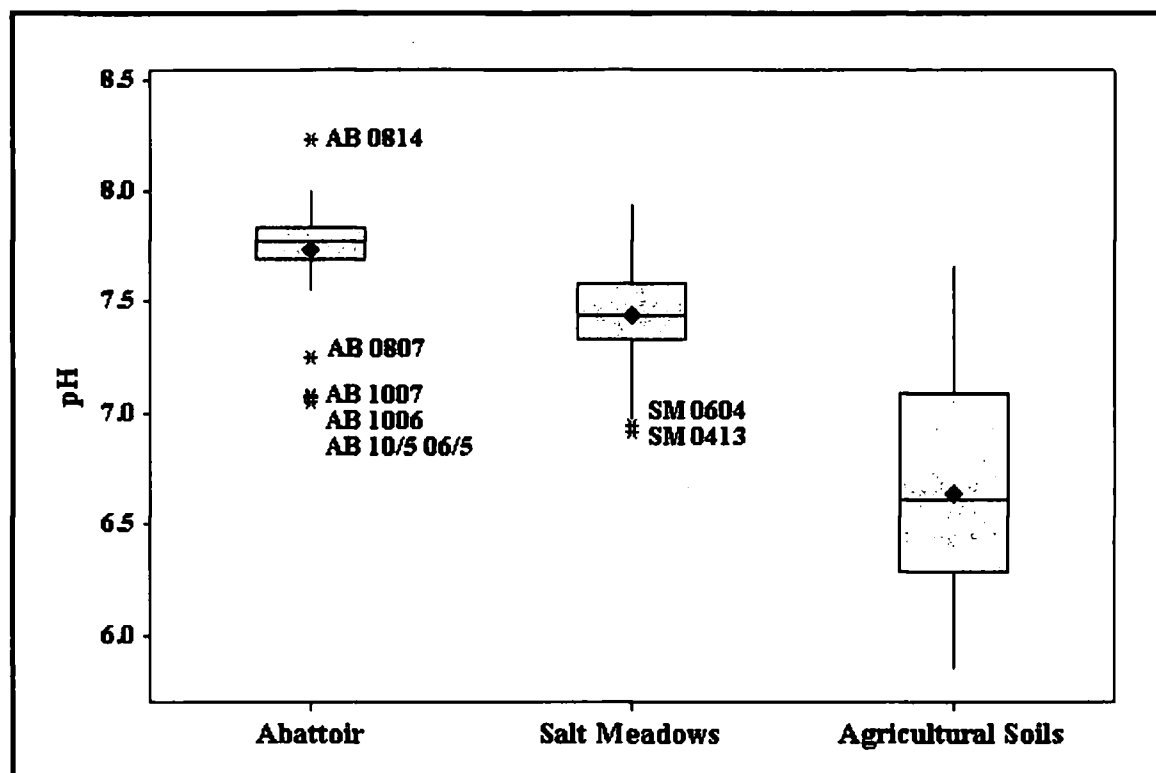 8.5
AB 0814
8.0
7.5
AB 0807
AB 1007
7.0
SM 0604
AB 1006
SM 0413
AB 10/5 06/5
pH
6.5
6.0
Abattoir
Salt Meadows
Agricultural Soils